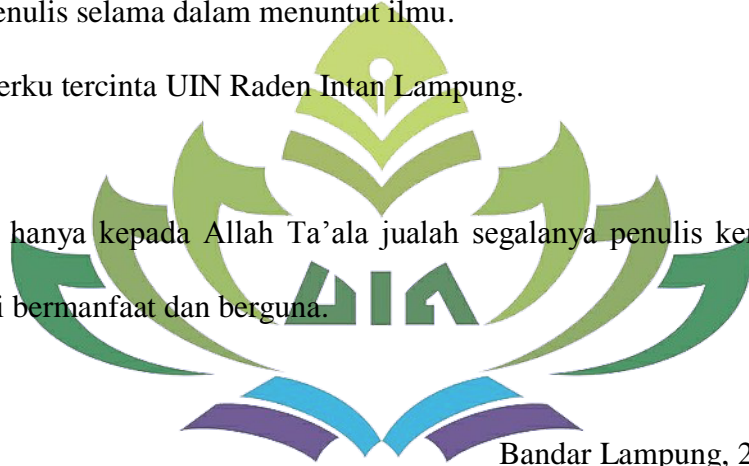 enulis selama dalam menuntut ilmu.
erku tercinta UIN Raden Intan Lampung.
hanya kepada Allah Ta’ala jualah segalanya penulis
UIN
i bermanfaat dan berguna.
Bandar Lampung, 2